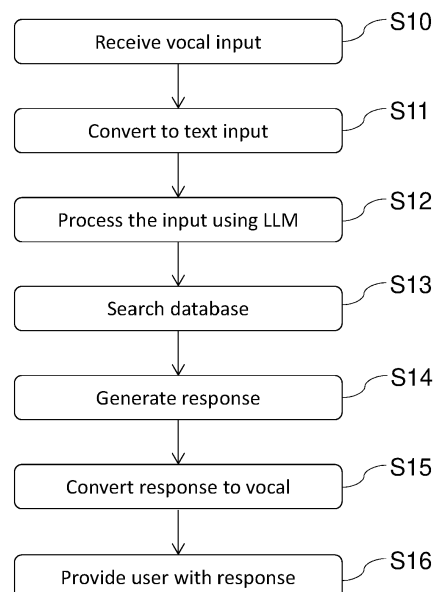 Receive vocal input S10
Convert to text input S11
Process the input using LLM S12
Search database S13
Generate response S14
Convert response to vocal S15
Provide user with response S16